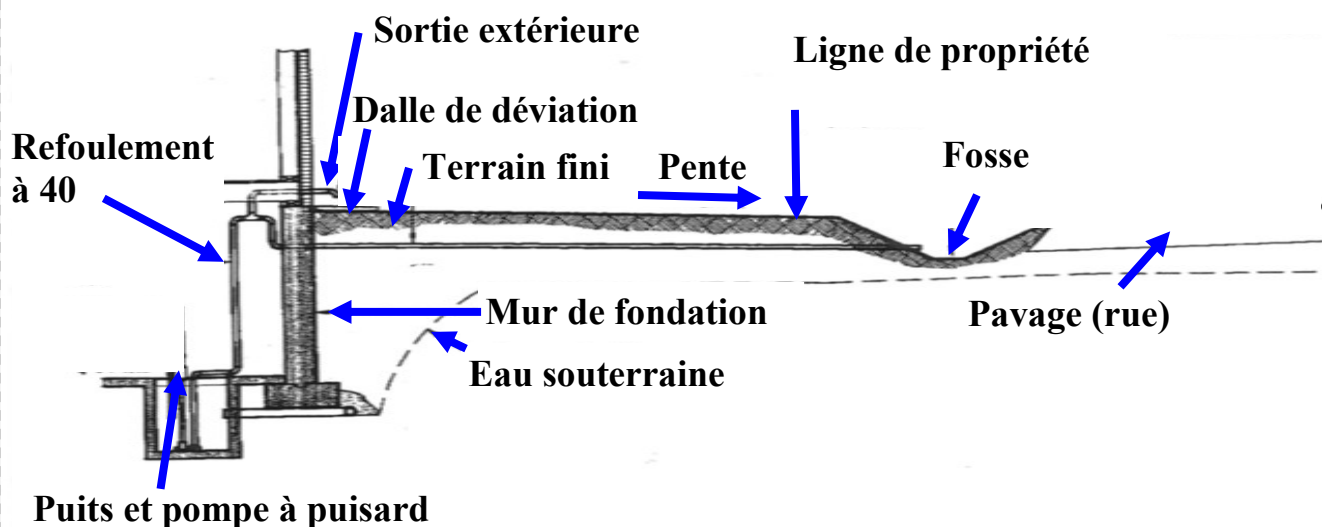 Sortie extérieure
Ligne de propriété
Dalle de déviation
Refoulement
à 40
Terrain fini
Pente
Fosse
Mur de fondation
Pavage (rue)
Eau souterraine
Puits et pompe à puisard